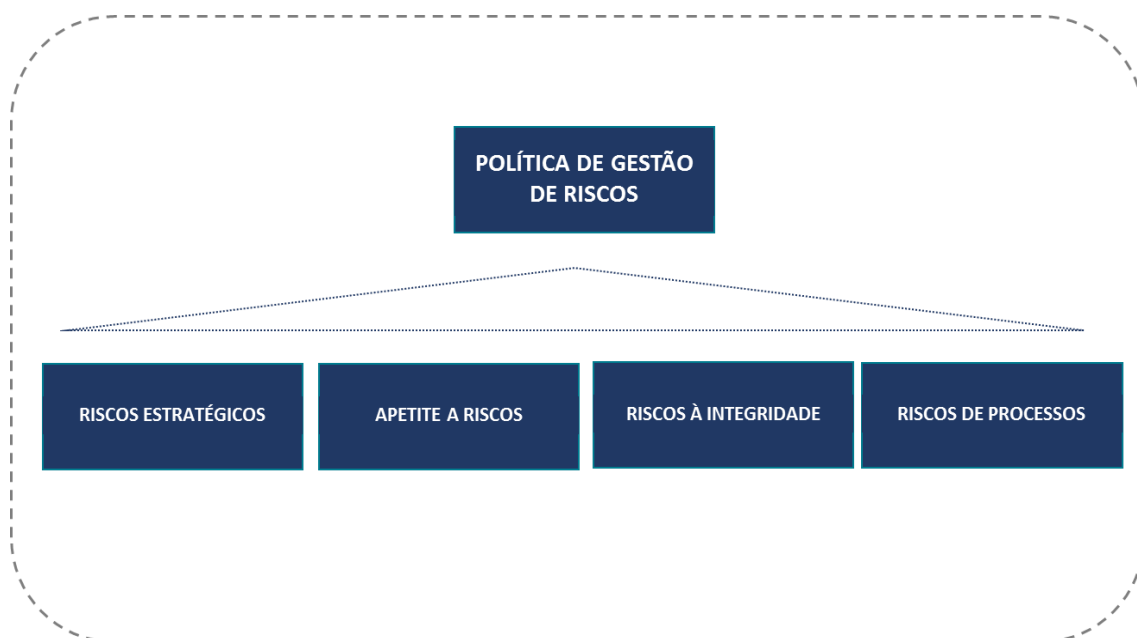 POLÍTICA DE GESTÃO
DE RISCOS
RISCOS ESTRATÉGICOS
APETITE A RISCOS
RISCOS À INTEGRIDADE
RISCOS DE PROCESSOS